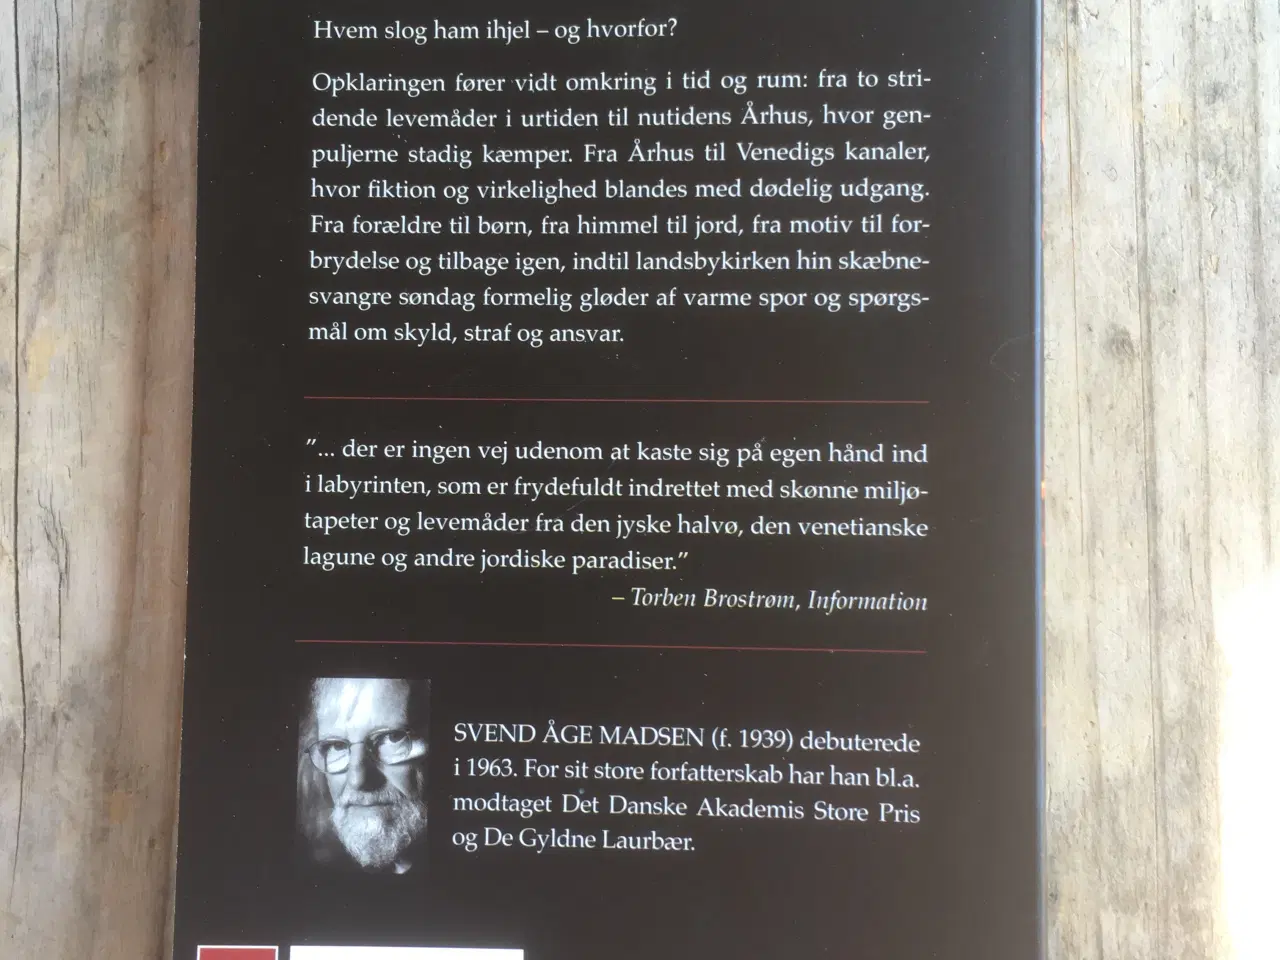 Hvem slog ham ihjel – og hvorfor?
Opklaringen fører vidt omkring i tid og rum: fra to stri-
dende levemåder i urtiden til nutidens Århus, hvor gen-
puljerne stadig kæmper. Fra Århus til Venedigs kanaler,
hvor fiktion og virkelighed blandes med dødelig udgang.
Fra forældre til børn, fra himmel til jord, fra motiv til for-
brydelse og tilbage igen, indtil landsbykirken hin skæbne-
svangre søndag formelig gløder af varme spor og spørgs-
mål om skyld, straf og ansvar.
”... der er ingen vej udenom at kaste sig på egen hånd ind
i labyrinten, som er frydefuldt indrettet med skønne miljø-
tapeter og levemåder fra den jyske halvø, den venetianske
lagune og andre jordiske paradiser.”
– Torben Brostrøm, Information
SVEND ÅGE MADSEN (f. 1939) debuterede
i 1963. For sit store forfatterskab har han bl.a.
modtaget Det Danske Akademis Store Pris
og De Gyldne Laurbær.